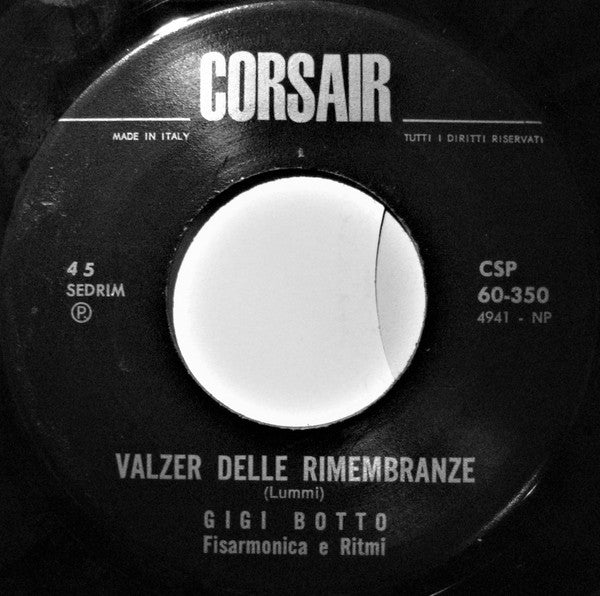 CORSAIR
MADE IN ITALY
TUTTI I DIRITTI RISERVATI
45
SEDRIM
Ⓟ
CSP
60-350
4941 - NP
VALZER DELLE RIMEMBRANZE
(Lummi)
GIGI BOTTO
Fisarmonica e Ritmi